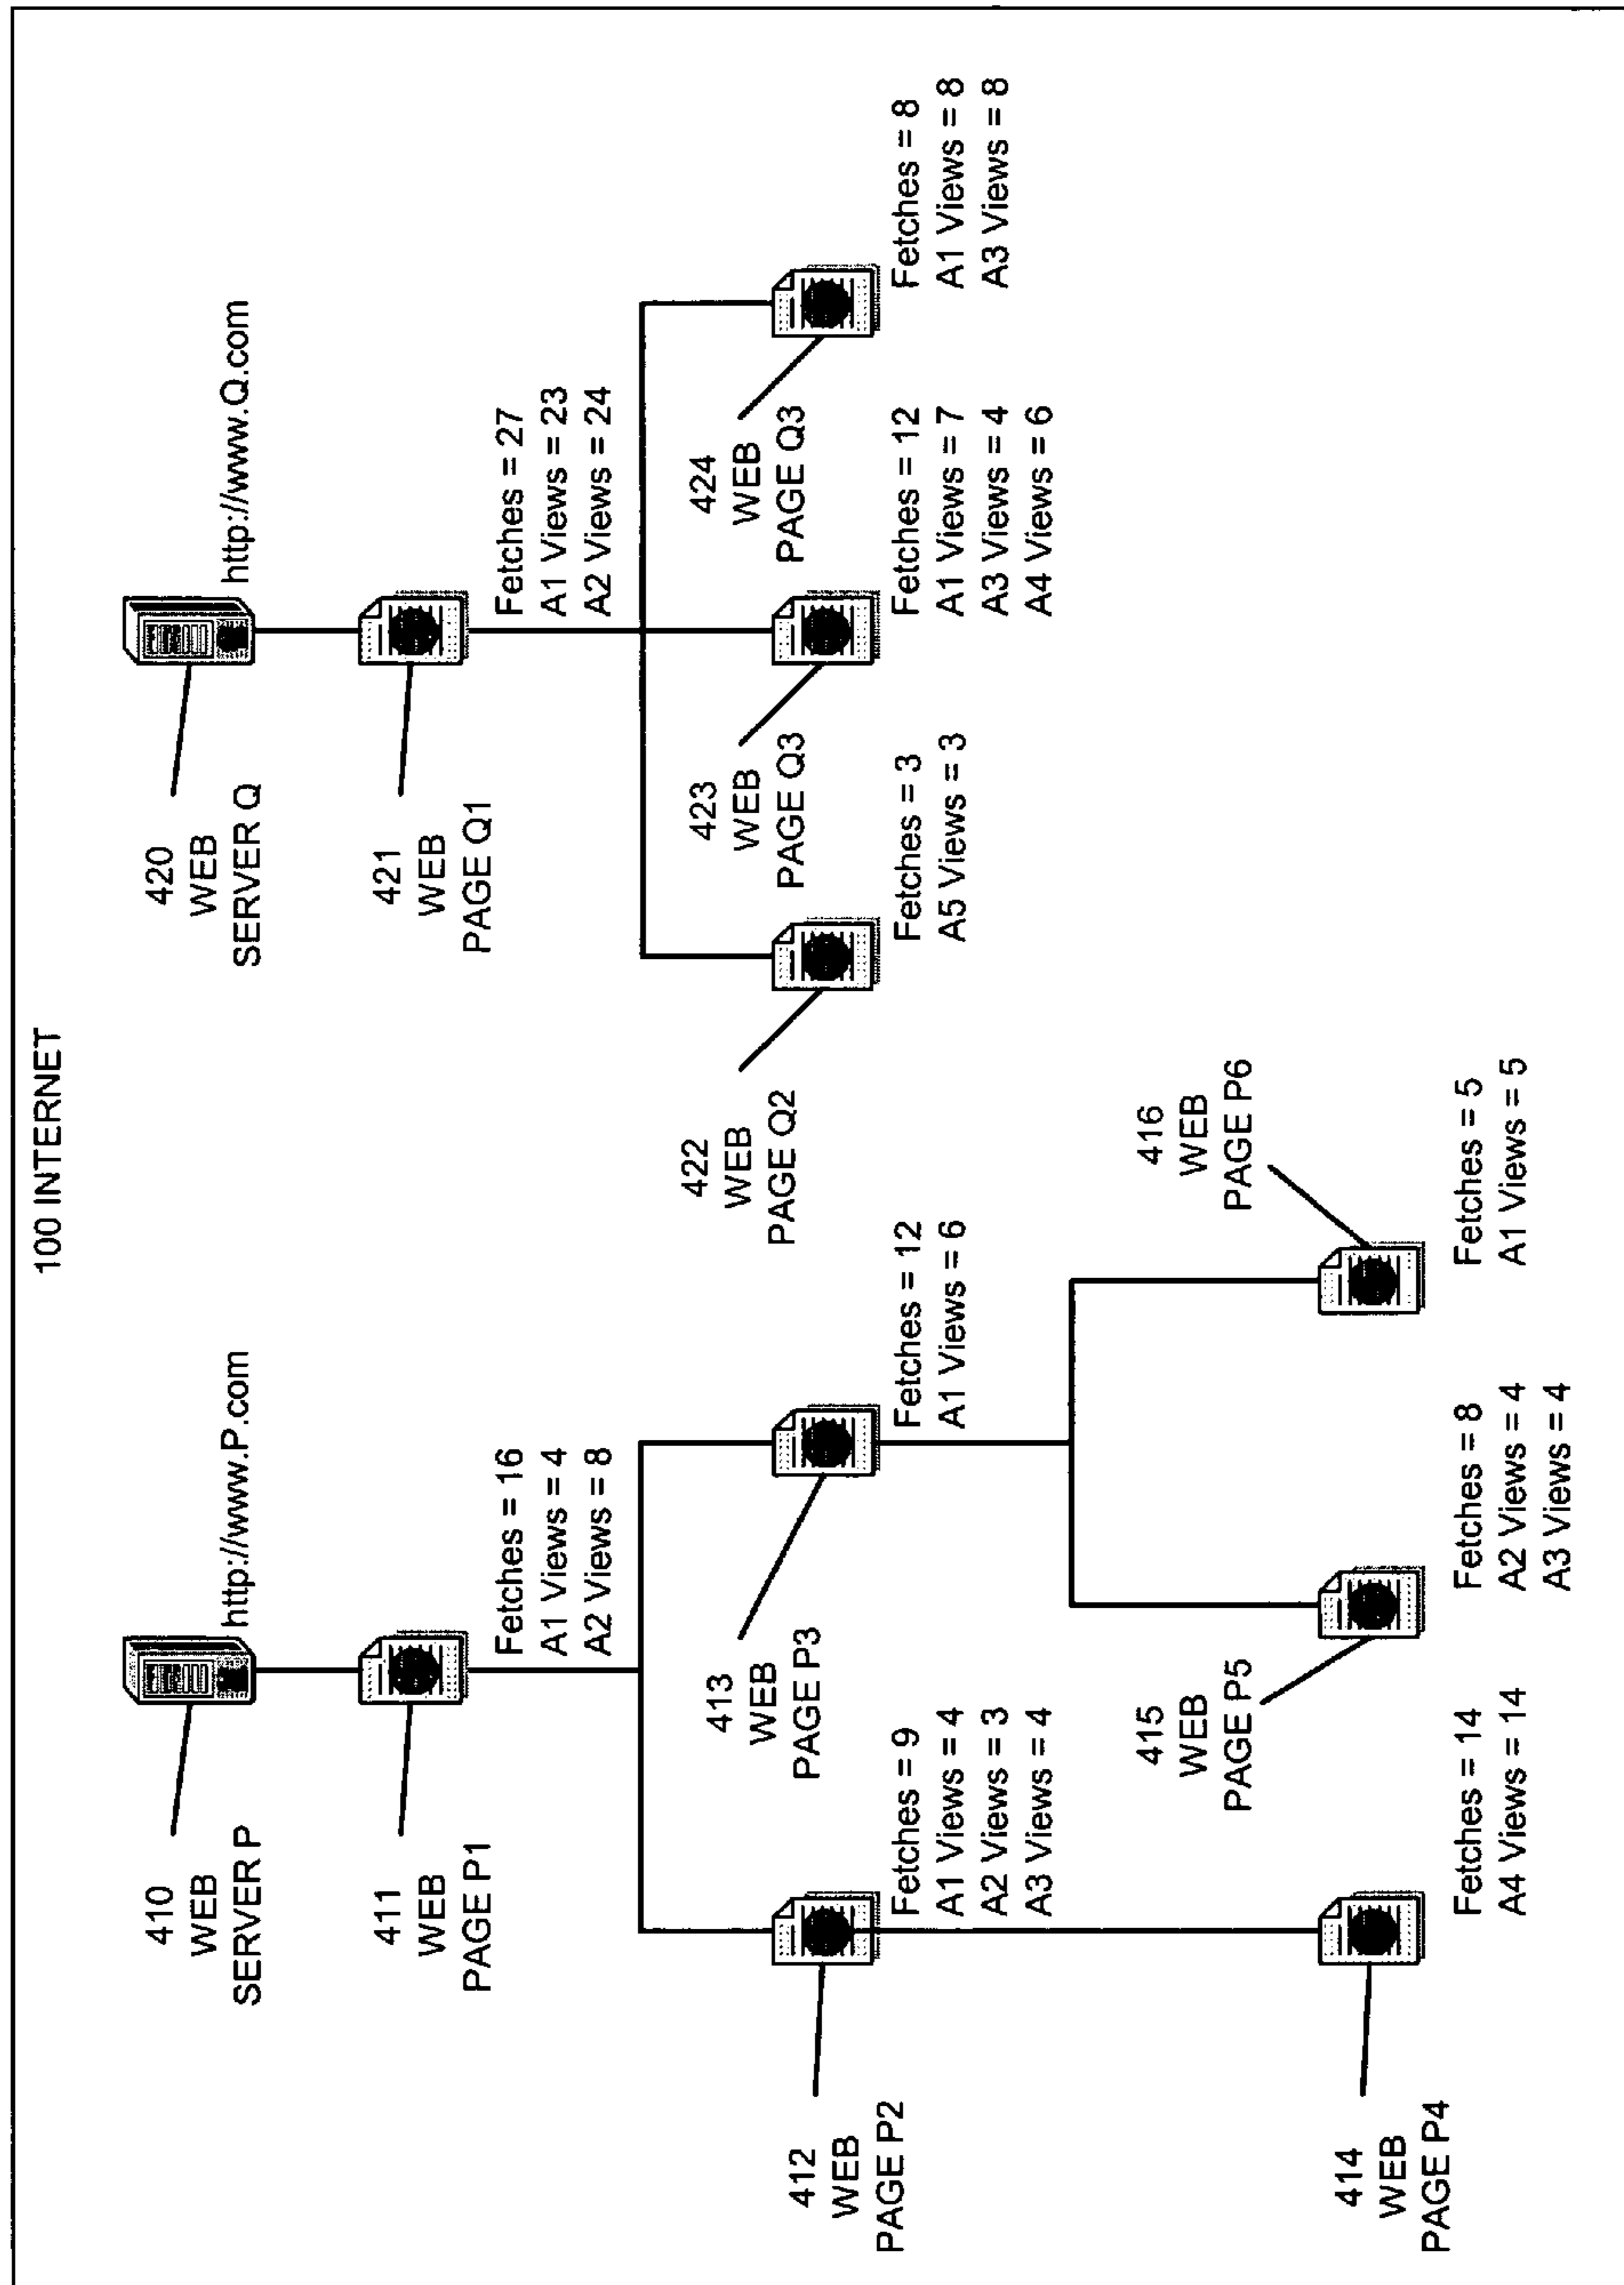 100 INTERNET
410
WEB
SERVER P
http://www.P.com
411
WEB
PAGE P1
Fetches = 16
A1 Views = 4
A2 Views = 8
412
WEB
PAGE P2
Fetches = 9
A1 Views = 4
A2 Views = 3
A3 Views = 4
413
WEB
PAGE P3
Fetches = 12
A1 Views = 6
414
WEB
PAGE P4
Fetches = 14
A4 Views = 14
415
WEB
PAGE P5
Fetches = 8
A2 Views = 4
A3 Views = 4
416
WEB
PAGE P6
Fetches = 5
A1 Views = 5
420
WEB
SERVER Q
http://www.Q.com
421
WEB
PAGE Q1
Fetches = 27
A1 Views = 23
A2 Views = 24
422
WEB
PAGE Q2
Fetches = 3
A5 Views = 3
423
WEB
PAGE Q3
Fetches = 12
A1 Views = 7
A3 Views = 4
A4 Views = 6
424
WEB
PAGE Q3
Fetches = 8
A1 Views = 8
A3 Views = 8